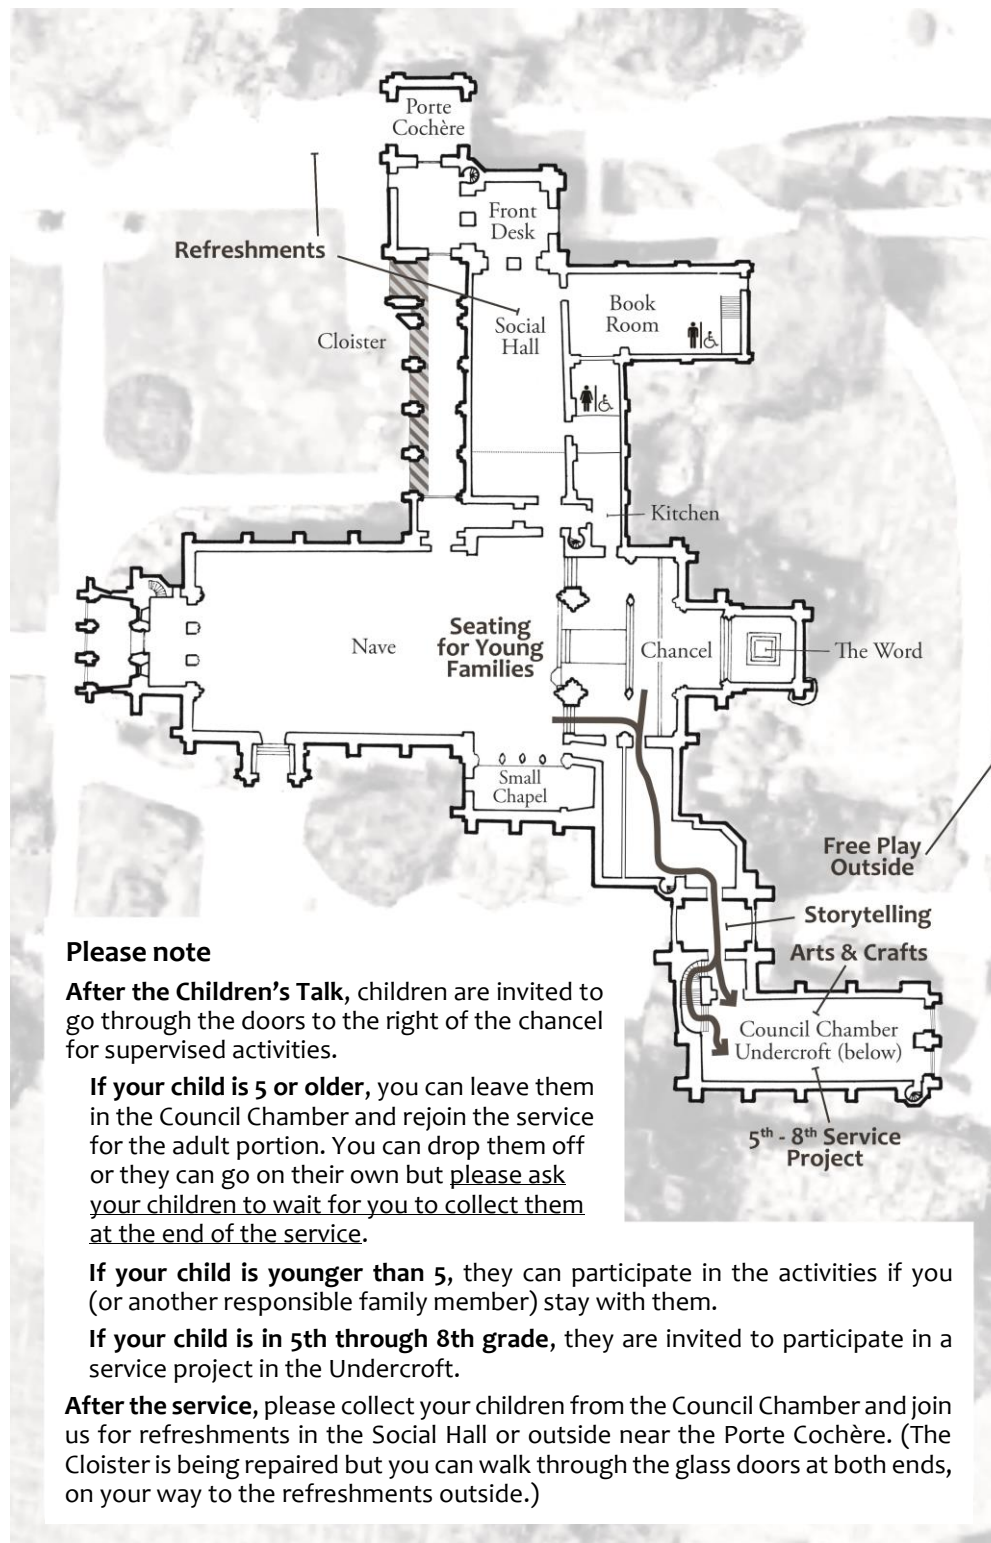 Porte
Cochère
Front
Desk
Refreshments
Book
Room
Social
Hall
Cloister
Kitchen
Seating
for Young
Families
Nave
Chancel
The Word
Small
Chapel
Free Play
Outside
Storytelling
Arts & Crafts
Council Chamber
Undercroft (below)
5th - 8th Service
Project
Please note
After the Children’s Talk, children are invited to
go through the doors to the right of the chancel
for supervised activities.
If your child is 5 or older, you can leave them
in the Council Chamber and rejoin the service
for the adult portion. You can drop them off
or they can go on their own but please ask
your children to wait for you to collect them
at the end of the service.
If your child is younger than 5, they can participate in the activities if you
(or another responsible family member) stay with them.
If your child is in 5th through 8th grade, they are invited to participate in a
service project in the Undercroft.
After the service, please collect your children from the Council Chamber and join
us for refreshments in the Social Hall or outside near the Porte Cochère. (The
Cloister is being repaired but you can walk through the glass doors at both ends,
on your way to the refreshments outside.)